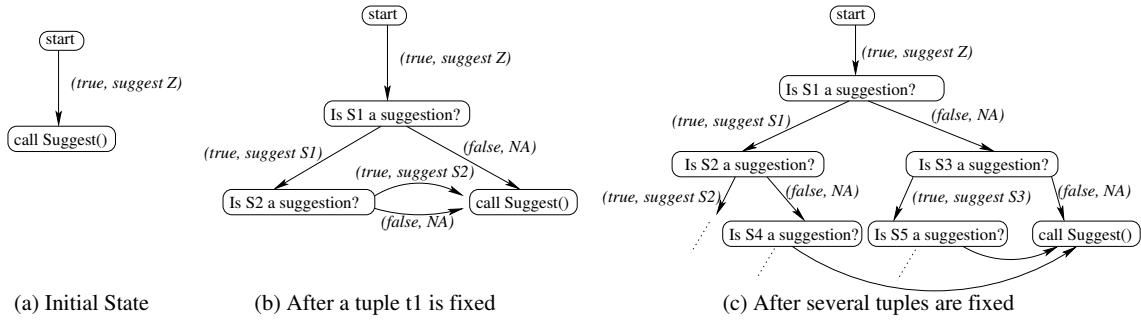 start
(true, suggest Z)
call Suggest()
(a) Initial State
start
(true, suggest Z)
Is S1 a suggestion?
(true, suggest S1)
(false, NA)
(true, suggest S2)
Is S2 a suggestion?
call Suggest()
(false, NA)
(b) After a tuple t1 is fixed
start
(true, suggest Z)
Is S1 a suggestion?
(true, suggest S1)
(false, NA)
Is S2 a suggestion?
Is S3 a suggestion?
(true, suggest S2)
(false, NA)
(true, suggest S3)
(false, NA)
Is S4 a suggestion?
Is S5 a suggestion?
call Suggest()
(c) After several tuples are fixed